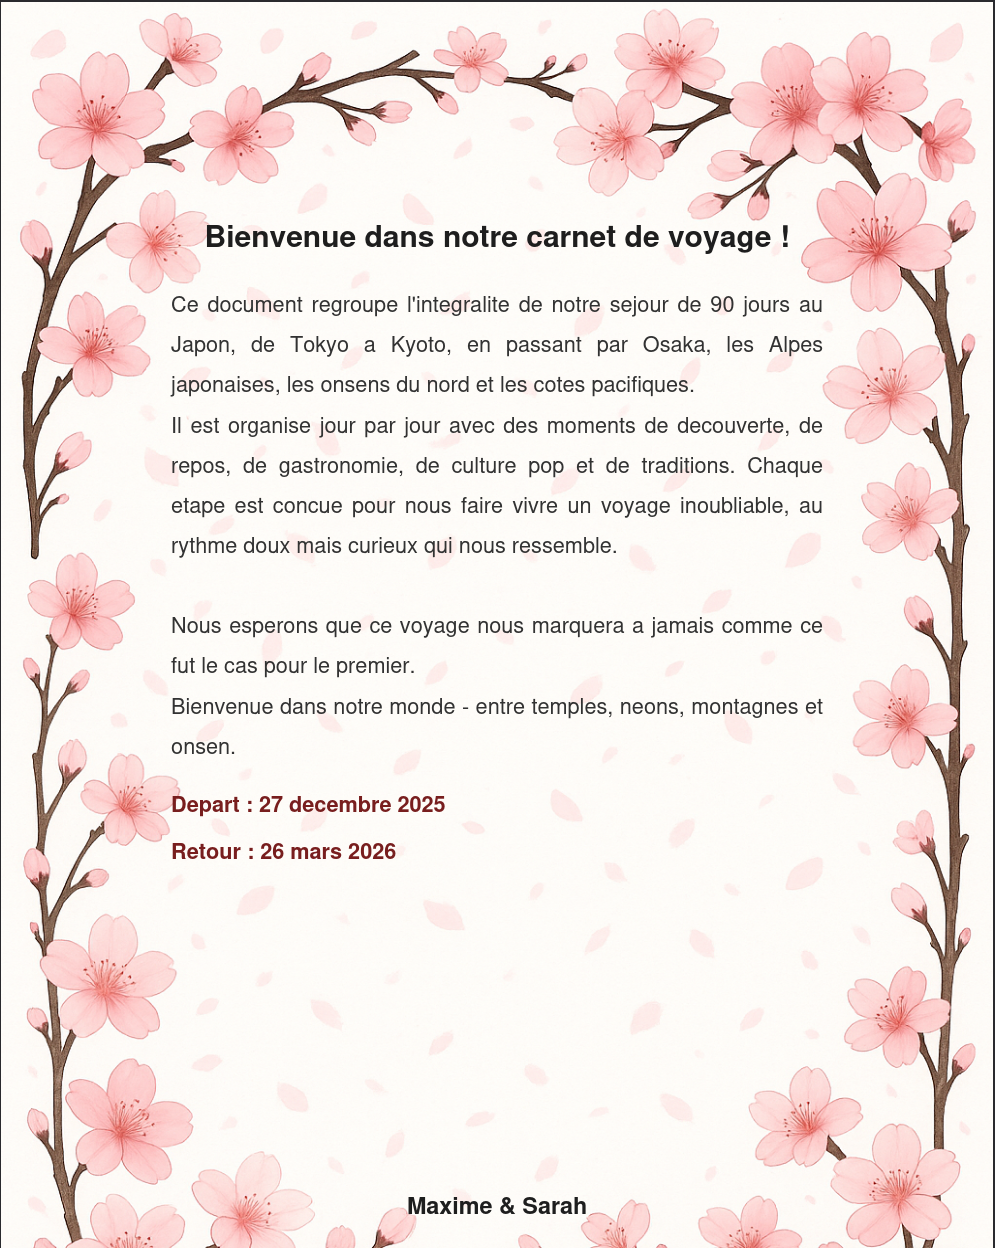 Bienvenue dans notre carnet de voyage !
Ce document regroupe l'integralite de notre sejour de 90 jours au
Japon, de Tokyo a Kyoto, en passant par Osaka, les Alpes
japonaises, les onsens du nord et les cotes pacifiques.
Il est organise jour par jour avec des moments de decouverte, de
repos, de gastronomie, de culture pop et de traditions. Chaque
etape est concue pour nous faire vivre un voyage inoubliable, au
rythme doux mais curieux qui nous ressemble.
Nous esperons que ce voyage nous marquera a jamais comme ce
fut le cas pour le premier.
Bienvenue dans notre monde - entre temples, neons, montagnes et
onsen.
Depart : 27 decembre 2025
Retour : 26 mars 2026
Maxime & Sarah